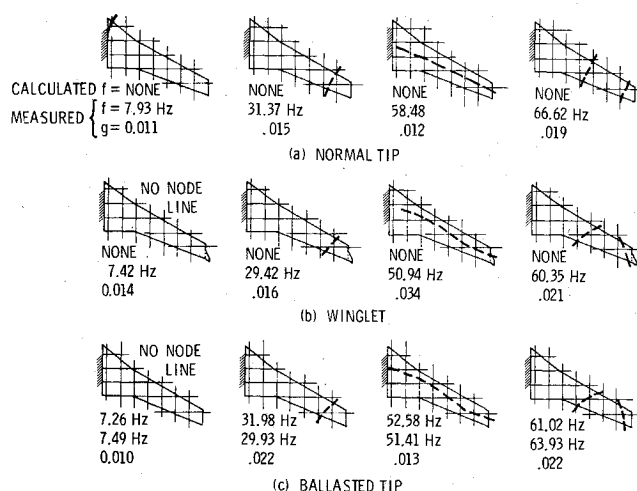 CALCULATED f = NONE NONE NONE NONE
MEASURED { f = 7.93 Hz 31.37 Hz 58.48 66.62 Hz
g = 0.011 .015 .012 .019
(a) NORMAL TIP
NO NODE
LINE
NONE NONE NONE NONE
7.42 Hz 29.42 Hz 50.94 Hz 60.35 Hz
0.014 .016 .034 .021
(b) WINGLET
NO NODE
LINE
7.26 Hz 31.98 Hz 52.58 Hz 61.02 Hz
7.49 Hz 29.93 Hz 51.41 Hz 63.93 Hz
0.010 .022 .013 .022
(c) BALLASTED TIP